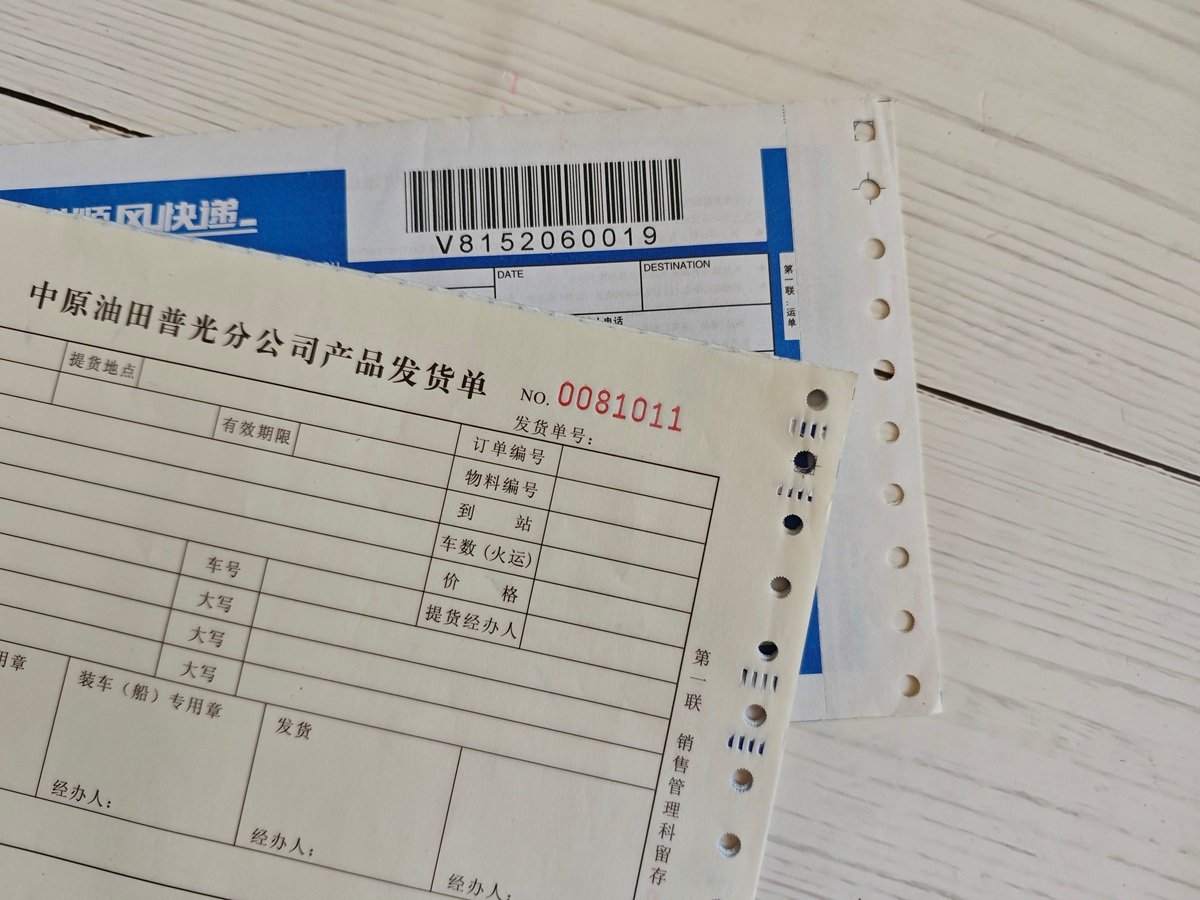 顺风快递
V8152060019
DATE
DESTINATION
电话
第一联：运单
中原油田普光分公司产品发货单
NO. 0081011
发货单号：
提货地点
有效期限
订单编号
物料编号
到 站
车数（火运）
价 格
提货经办人
车号
大写
大写
大写
用章
装车（船）专用章
发货
经办人：
经办人：
经办人：
第一联 销售管理科留存